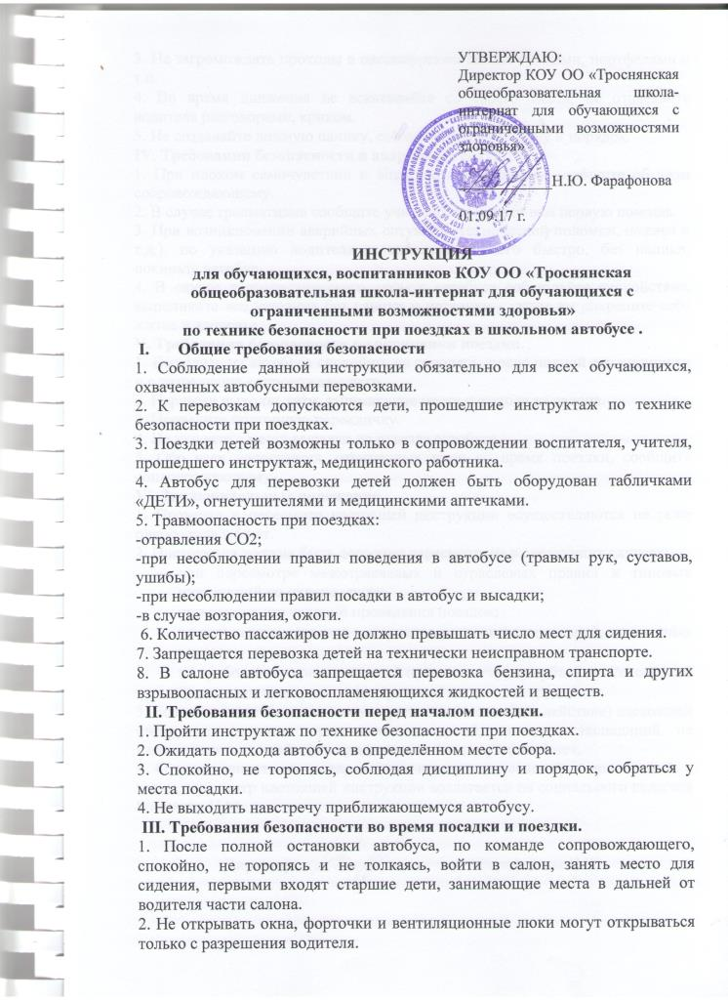 УТВЕРЖДАЮ:
Директор КОУ ОО «Троснянская
общеобразовательная школа-
интернат для обучающихся с
ограниченными возможностями
здоровья»
Н.Ю. Фарафонова
01.09.17 г.
ИНСТРУКЦИЯ
для обучающихся, воспитанников КОУ ОО «Троснянская
общеобразовательная школа-интернат для обучающихся с
ограниченными возможностями здоровья»
по технике безопасности при поездках в школьном автобусе .
I. Общие требования безопасности
1. Соблюдение данной инструкции обязательно для всех обучающихся,
охваченных автобусными перевозками.
2. К перевозкам допускаются дети, прошедшие инструктаж по технике
безопасности при поездках.
3. Поездки детей возможны только в сопровождении воспитателя, учителя,
прошедшего инструктаж, медицинского работника.
4. Автобус для перевозки детей должен быть оборудован табличками
«ДЕТИ», огнетушителями и медицинскими аптечками.
5. Травмоопасность при поездках:
-отравления СО2;
-при несоблюдении правил поведения в автобусе (травмы рук, суставов,
ушибы);
-при несоблюдении правил посадки в автобус и высадки;
-в случае возгорания, ожоги.
6. Количество пассажиров не должно превышать число мест для сидения.
7. Запрещается перевозка детей на технически неисправном транспорте.
8. В салоне автобуса запрещается перевозка бензина, спирта и других
взрывоопасных и легковоспламеняющихся жидкостей и веществ.
II. Требования безопасности перед началом поездки.
1. Пройти инструктаж по технике безопасности при поездках.
2. Ожидать подхода автобуса в определённом месте сбора.
3. Спокойно, не торопясь, соблюдая дисциплину и порядок, собраться у
места посадки.
4. Не выходить навстречу приближающемуся автобусу.
III. Требования безопасности во время посадки и поездки.
1. После полной остановки автобуса, по команде сопровождающего,
спокойно, не торопясь и не толкаясь, войти в салон, занять место для
сидения, первыми входят старшие дети, занимающие места в дальней от
водителя части салона.
2. Не открывать окна, форточки и вентиляционные люки могут открываться
только с разрешения водителя.